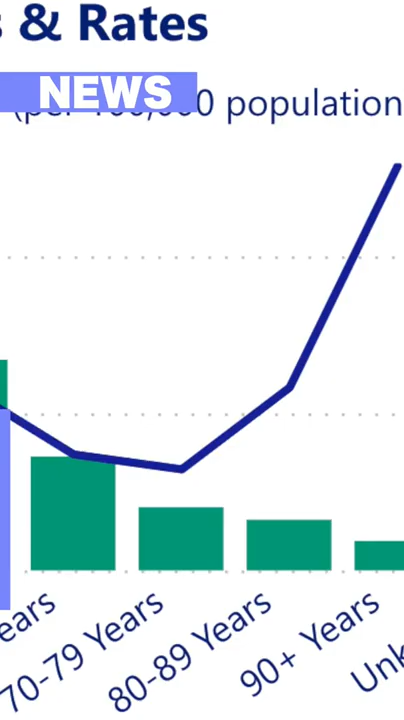 & Rates
NEWS
population
ears
70-79 Years
80-89 Years
90+ Years
Unk